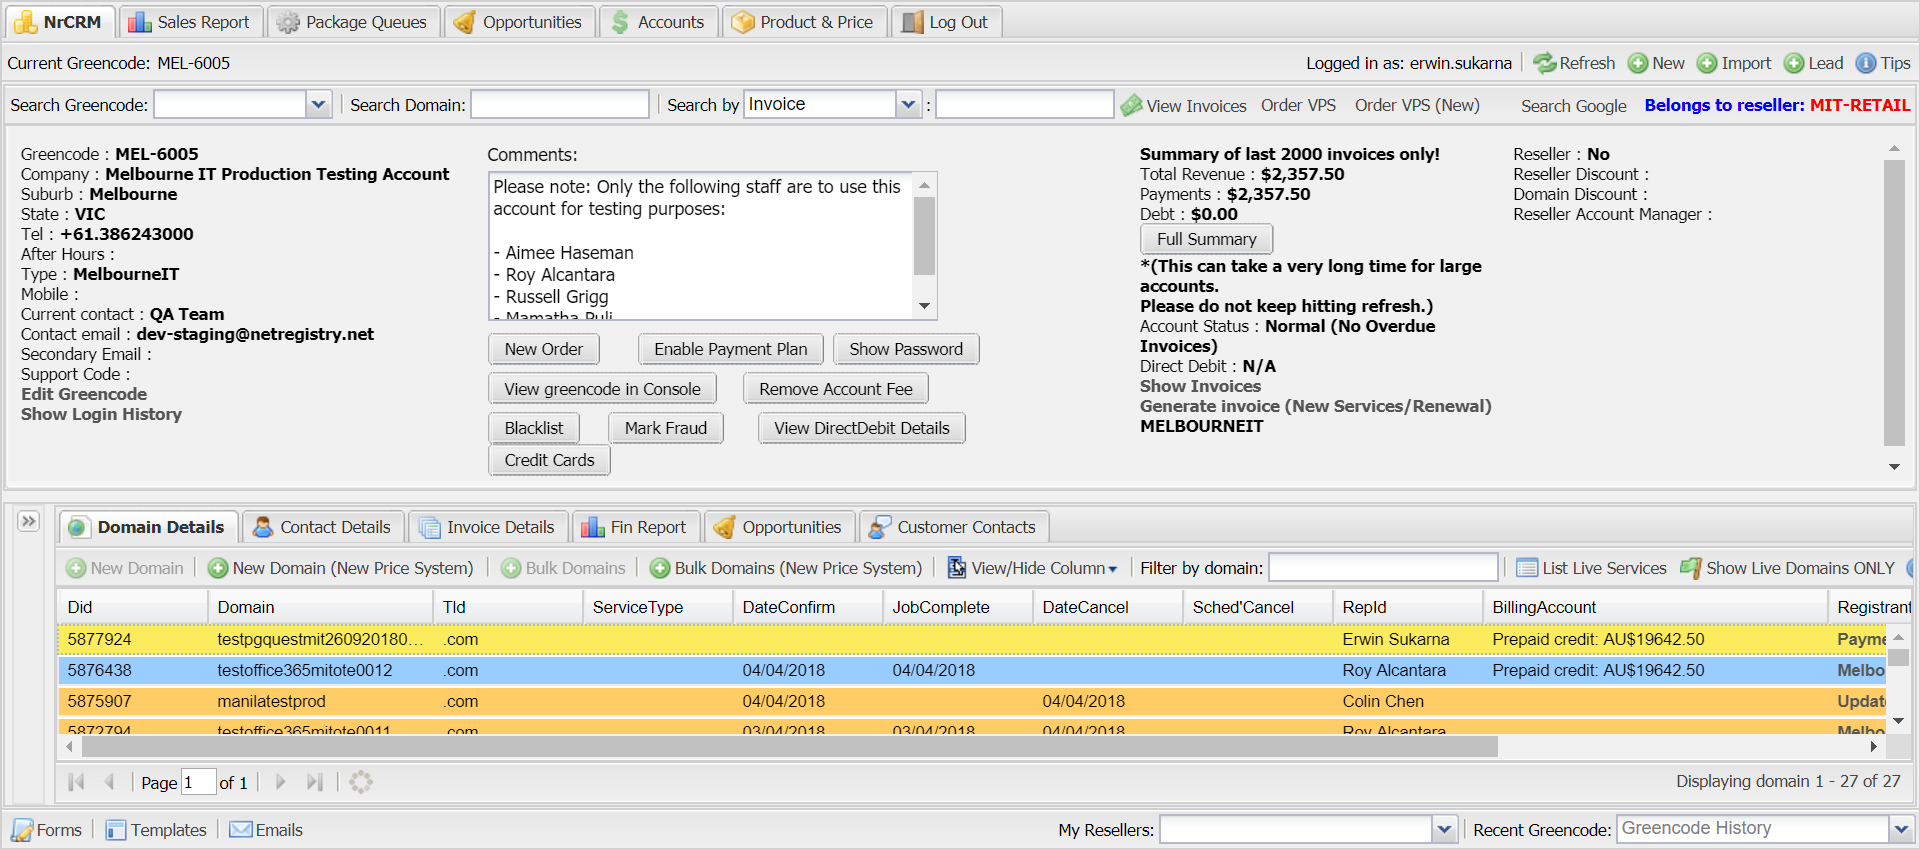 NrCRM Sales Report Package Queues Opportunities Accounts Product & Price Log Out
Current Greencode: MEL-6005 Logged in as: erwin.sukarna Refresh New Import Lead Tips
Search Greencode: Search Domain: Search by Invoice : View Invoices Order VPS Order VPS (New) Search Google Belongs to reseller: MIT-RETAIL
Greencode : MEL-6005
Company : Melbourne IT Production Testing Account
Suburb : Melbourne
State : VIC
Tel : +61.386243000
After Hours :
Type : MelbourneIT
Mobile :
Current contact : QA Team
Contact email : dev-staging@netregistry.net
Secondary Email :
Support Code :
Edit Greencode
Show Login History
Comments:
Please note: Only the following staff are to use this
account for testing purposes:
- Aimee Haseman
- Roy Alcantara
- Russell Grigg
- Mamatha Puli
New Order Enable Payment Plan Show Password
View greencode in Console Remove Account Fee
Blacklist Mark Fraud View DirectDebit Details
Credit Cards
Summary of last 2000 invoices only!
Total Revenue : $2,357.50
Payments : $2,357.50
Debt : $0.00
Full Summary
*(This can take a very long time for large
accounts.
Please do not keep hitting refresh.)
Account Status : Normal (No Overdue
Invoices)
Direct Debit : N/A
Show Invoices
Generate invoice (New Services/Renewal)
MELBOURNEIT
Reseller : No
Reseller Discount :
Domain Discount :
Reseller Account Manager :
Domain Details Contact Details Invoice Details Fin Report Opportunities Customer Contacts
New Domain New Domain (New Price System) Bulk Domains Bulk Domains (New Price System) View/Hide Column Filter by domain: List Live Services Show Live Domains ONLY
Did Domain Tld ServiceType DateConfirm JobComplete DateCancel Sched'Cancel RepId BillingAccount Registrant
5877924 testpgquestmit260920180... .com Erwin Sukarna Prepaid credit: AU$19642.50 Payme
5876438 testoffice365mitote0012 .com 04/04/2018 04/04/2018 Roy Alcantara Prepaid credit: AU$19642.50 Melbo
5875907 manilatestprod .com 04/04/2018 04/04/2018 Colin Chen Updat
5872794 testoffice365mitote0011 .com 03/04/2018 03/04/2018 04/04/2018 Roy Alcantara Melbo
Page 1 of 1 Displaying domain 1 - 27 of 27
Forms Templates Emails My Resellers: Recent Greencode: Greencode History